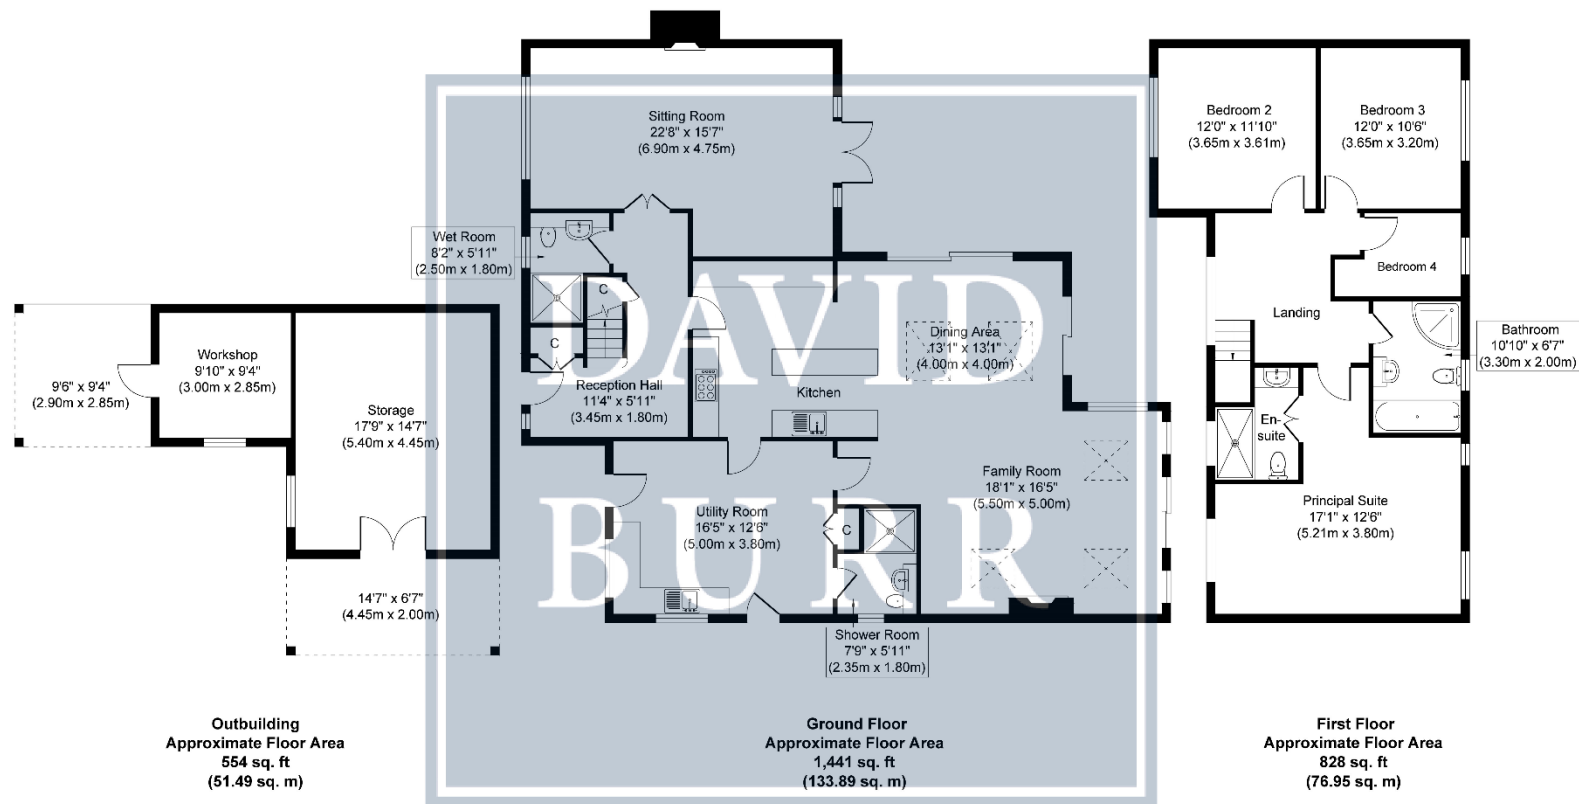 Sitting Room
22'8" x 15'7"
(6.90m x 4.75m)
Bedroom 2
12'0" x 11'10"
(3.65m x 3.61m)
Bedroom 3
12'0" x 10'6"
(3.65m x 3.20m)
Wet Room
8'2" x 5'11"
(2.50m x 1.80m)
C
C
Bedroom 4
DAVID
BURR
Landing
Bathroom
10'10" x 6'7"
(3.30m x 2.00m)
Workshop
9'10" x 9'4"
(3.00m x 2.85m)
9'6" x 9'4"
(2.90m x 2.85m)
Storage
17'9" x 14'7"
(5.40m x 4.45m)
Reception Hall
11'4" x 5'11"
(3.45m x 1.80m)
Kitchen
Dining Area
13'1" x 13'1"
(4.00m x 4.00m)
En-
suite
Family Room
18'1" x 16'5"
(5.50m x 5.00m)
Utility Room
16'5" x 12'6"
(5.00m x 3.80m)
C
Principal Suite
17'1" x 12'6"
(5.21m x 3.80m)
14'7" x 6'7"
(4.45m x 2.00m)
Shower Room
7'9" x 5'11"
(2.35m x 1.80m)
Outbuilding
Approximate Floor Area
554 sq. ft
(51.49 sq. m)
Ground Floor
Approximate Floor Area
1,441 sq. ft
(133.89 sq. m)
First Floor
Approximate Floor Area
828 sq. ft
(76.95 sq. m)